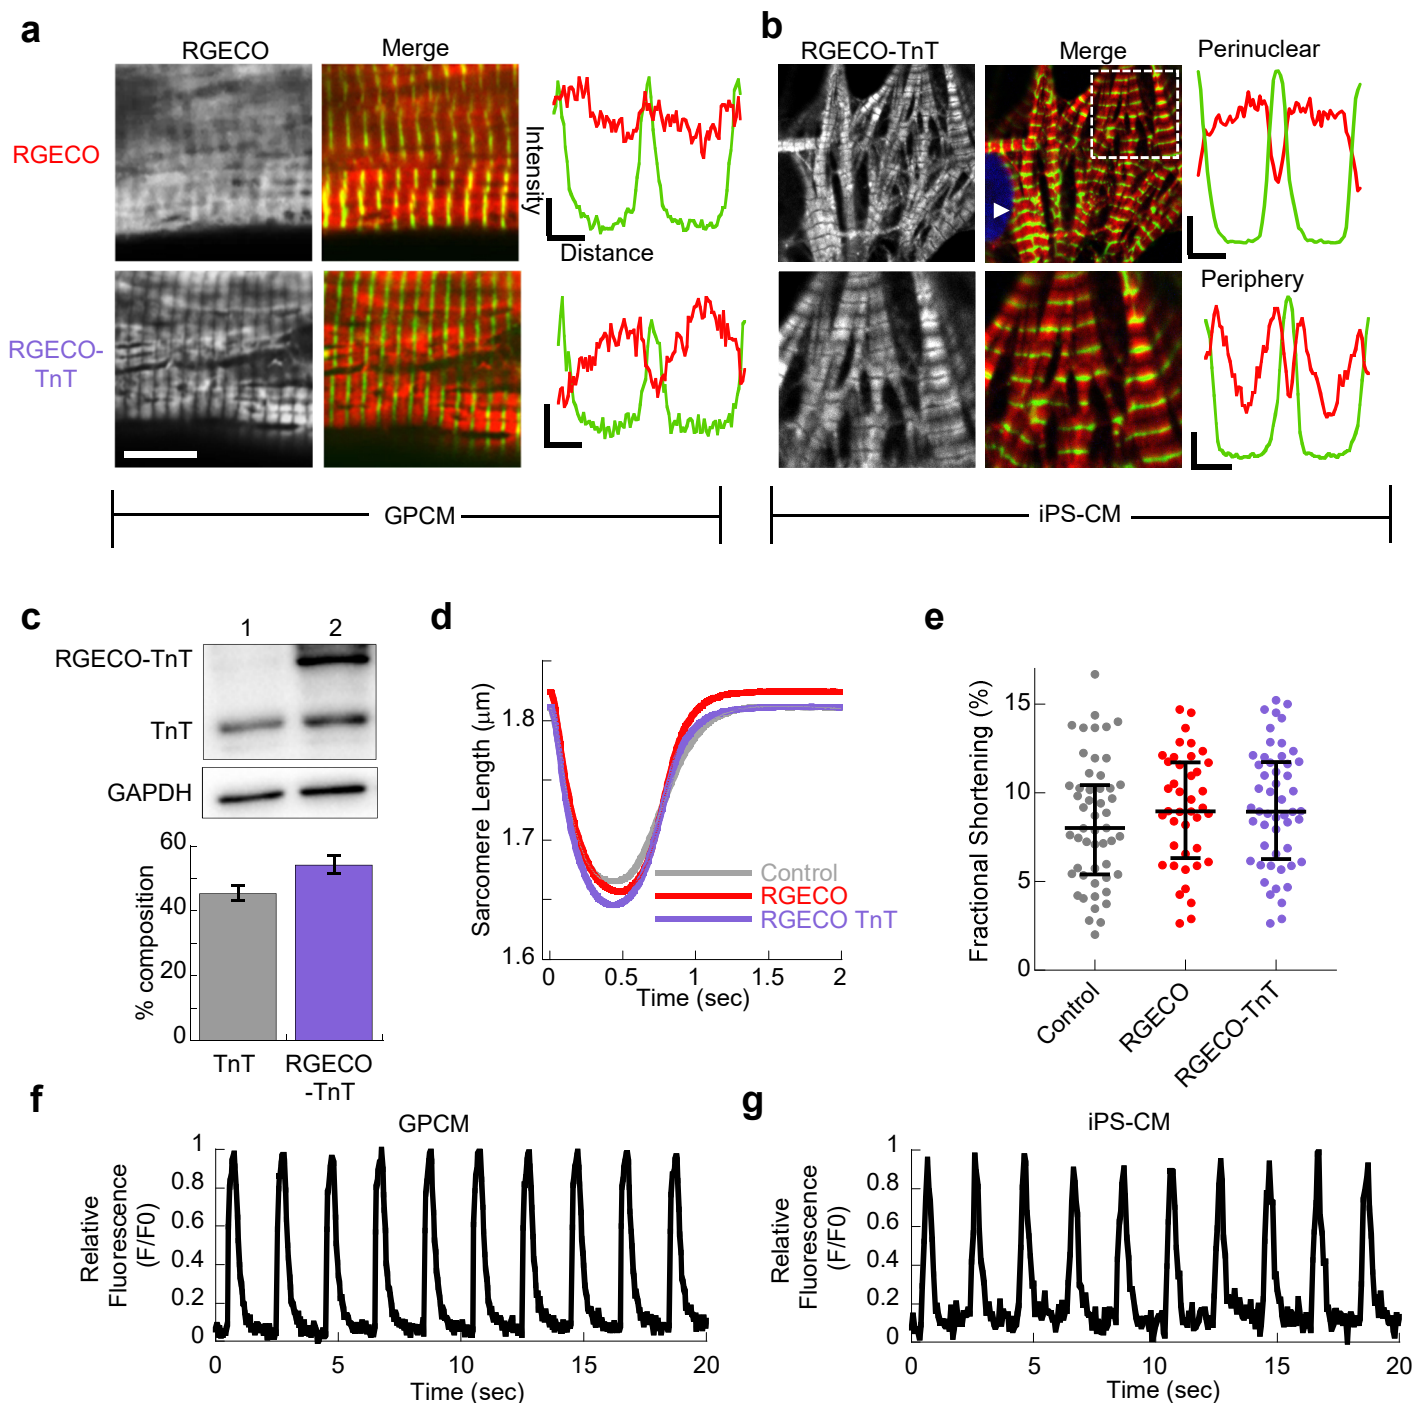 a
RGECO
Merge
RGECO
Intensity
Distance
RGECO-
TnT
GPCM
b
RGECO-TnT
Merge
Perinuclear
Periphery
iPS-CM
c
1
2
RGECO-TnT
TnT
GAPDH
% composition
60
40
20
0
TnT
RGECO
-TnT
d
Sarcomere Length (µm)
1.8
1.7
1.6
Control
RGECO
RGECO TnT
0
0.5
1
1.5
2
Time (sec)
e
Fractional Shortening (%)
15
10
5
0
Control
RGECO
RGECO-TnT
f
GPCM
Relative
Fluorescence
(F/F0)
1
0.8
0.6
0.4
0.2
0
0
5
10
15
20
Time (sec)
g
iPS-CM
Relative
Fluorescence
(F/F0)
1
0.8
0.6
0.4
0.2
0
0
5
10
15
20
Time (sec)